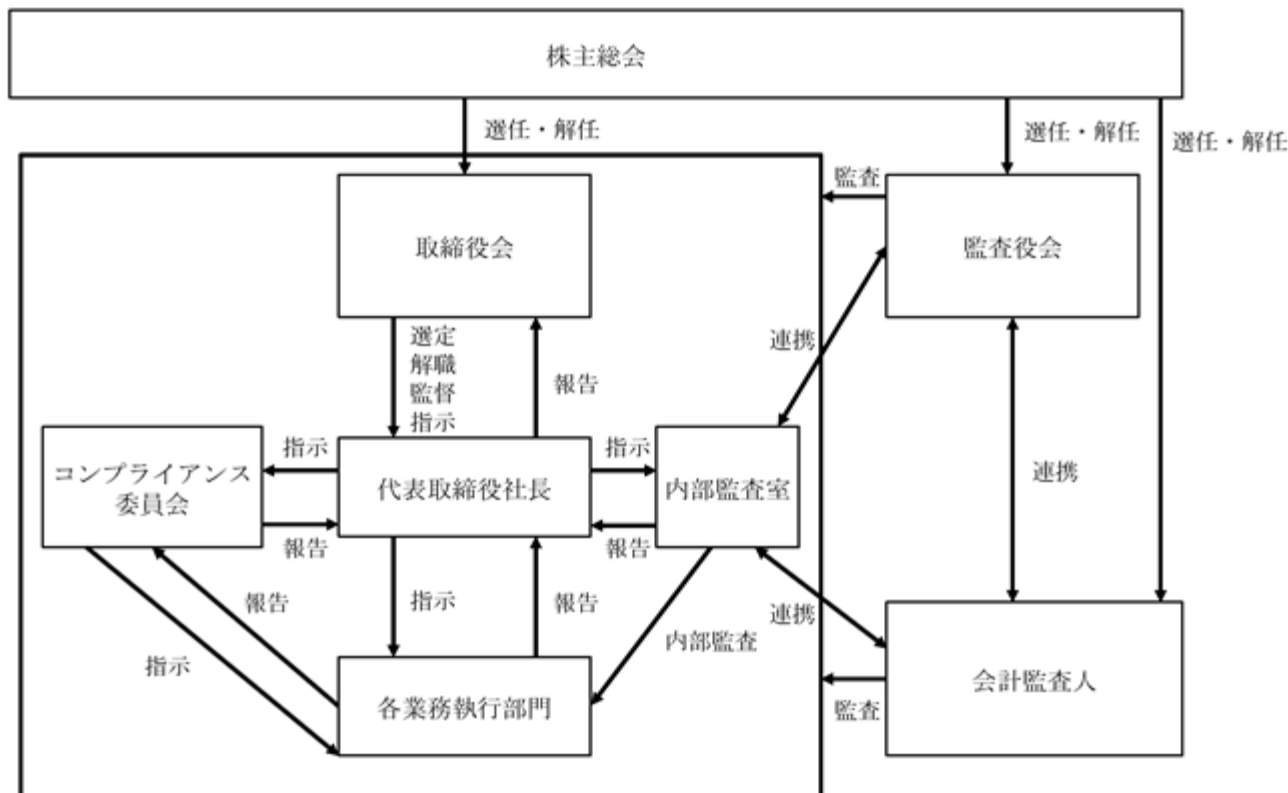 株主総会
選任・解任
選任・解任
選任・解任
監査
取締役会
監査役会
選定
解職
監督
指示
報告
連携
指示
指示
コンプライアンス
委員会
代表取締役社長
内部監査室
連携
報告
報告
報告
指示
報告
連携
内部監査
指示
各業務執行部門
会計監査人
監査